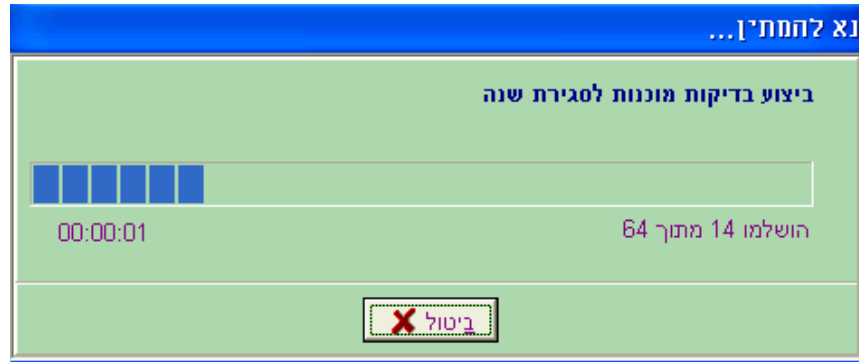 נא להמתין...
ביצוע בדיקות מוכנות לסגירת שנה
הושלמו 14 מתוך 64
00:00:01
ביטול